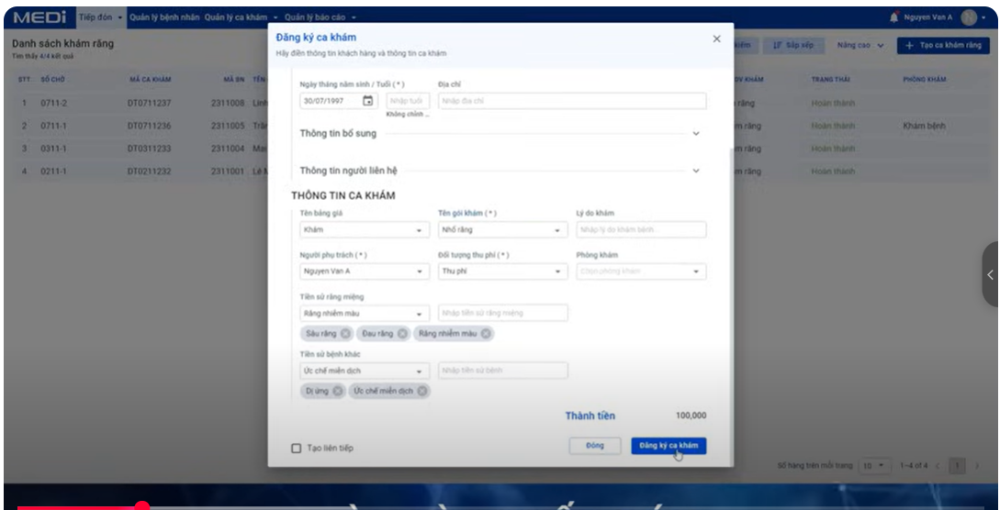 MEDi Tiếp đón Quản lý bệnh nhân Quản lý ca khám Quản lý báo cáo Nguyen Van A N
Danh sách khám răng
Tìm thấy 4/4 kết quả
Sắp xếp Nâng cao + Tạo ca khám răng
STT SỐ CHỜ MÃ CA KHÁM MÃ BN TÊN DV KHÁM TRẠNG THÁI PHÒNG KHÁM
1 0711-2 DT0711237 2311008 Linh răng Hoàn thành
2 0711-1 DT0711236 2311005 răng Hoàn thành Khám bệnh
3 0311-1 DT0311233 2311004 Mai răng Hoàn thành
4 0211-1 DT0211232 2311001 Lê răng Hoàn thành
Đăng ký ca khám
Hãy điền thông tin khách hàng và thông tin ca khám
Ngày tháng năm sinh / Tuổi (*) Địa chỉ
30/07/1997 Nhập tuổi Nhập địa chỉ
Không chỉnh ...
Thông tin bổ sung
Thông tin người liên hệ
THÔNG TIN CA KHÁM
Tên bảng giá Tên gói khám (*) Lý do khám
Khám Nhổ răng Nhập lý do khám bệnh...
Người phụ trách (*) Đối tượng thu phí (*) Phòng khám
Nguyen Van A Thu phí Chọn phòng khám
Tiền sử răng miệng
Răng nhiễm màu Nhập tiền sử răng miệng
Sâu răng Đau răng Răng nhiễm màu
Tiền sử bệnh khác
Ức chế miễn dịch Nhập tiền sử bệnh
Dị ứng Ức chế miễn dịch
Thành tiền 100,000
Tạo liên tiếp Đóng Đăng ký ca khám
Số hàng trên mỗi trang 10 1–4 of 4 1